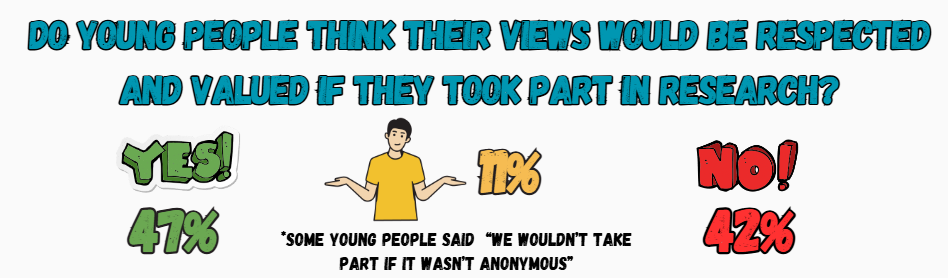 DO YOUNG PEOPLE THINK THEIR VIEWS WOULD BE RESPECTED
AND VALUED IF THEY TOOK PART IN RESEARCH?
YES!
47%
11%
*SOME YOUNG PEOPLE SAID "WE WOULDN'T TAKE
PART IF IT WASN'T ANONYMOUS"
NO!
42%